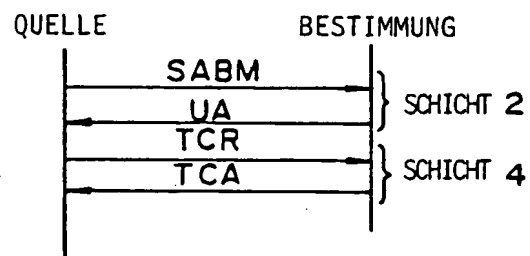 QUELLE BESTIMMUNG
SABM
UA
SCHICHT 2
TCR
TCA
SCHICHT 4